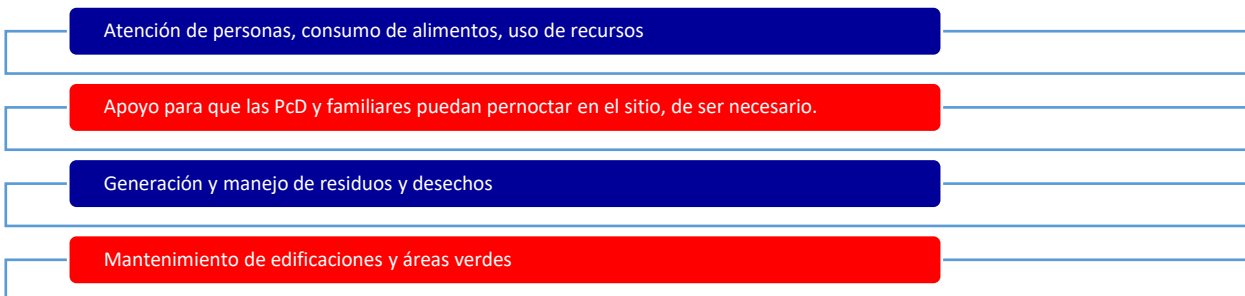 Atención de personas, consumo de alimentos, uso de recursos
Apoyo para que las PcD y familiares puedan pernoctar en el sitio, de ser necesario.
Generación y manejo de residuos y desechos
Mantenimiento de edificaciones y áreas verdes